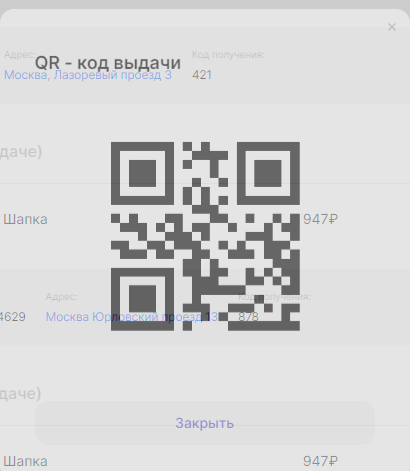 ×
Адрес: Код получения:
QR - код выдачи
Москва, Лазоревый проезд 3 421
даче)
Шапка 947₽
Адрес: Код получения:
4629 Москва Юрловский проезд 13 878
даче)
Закрыть
Шапка 947₽